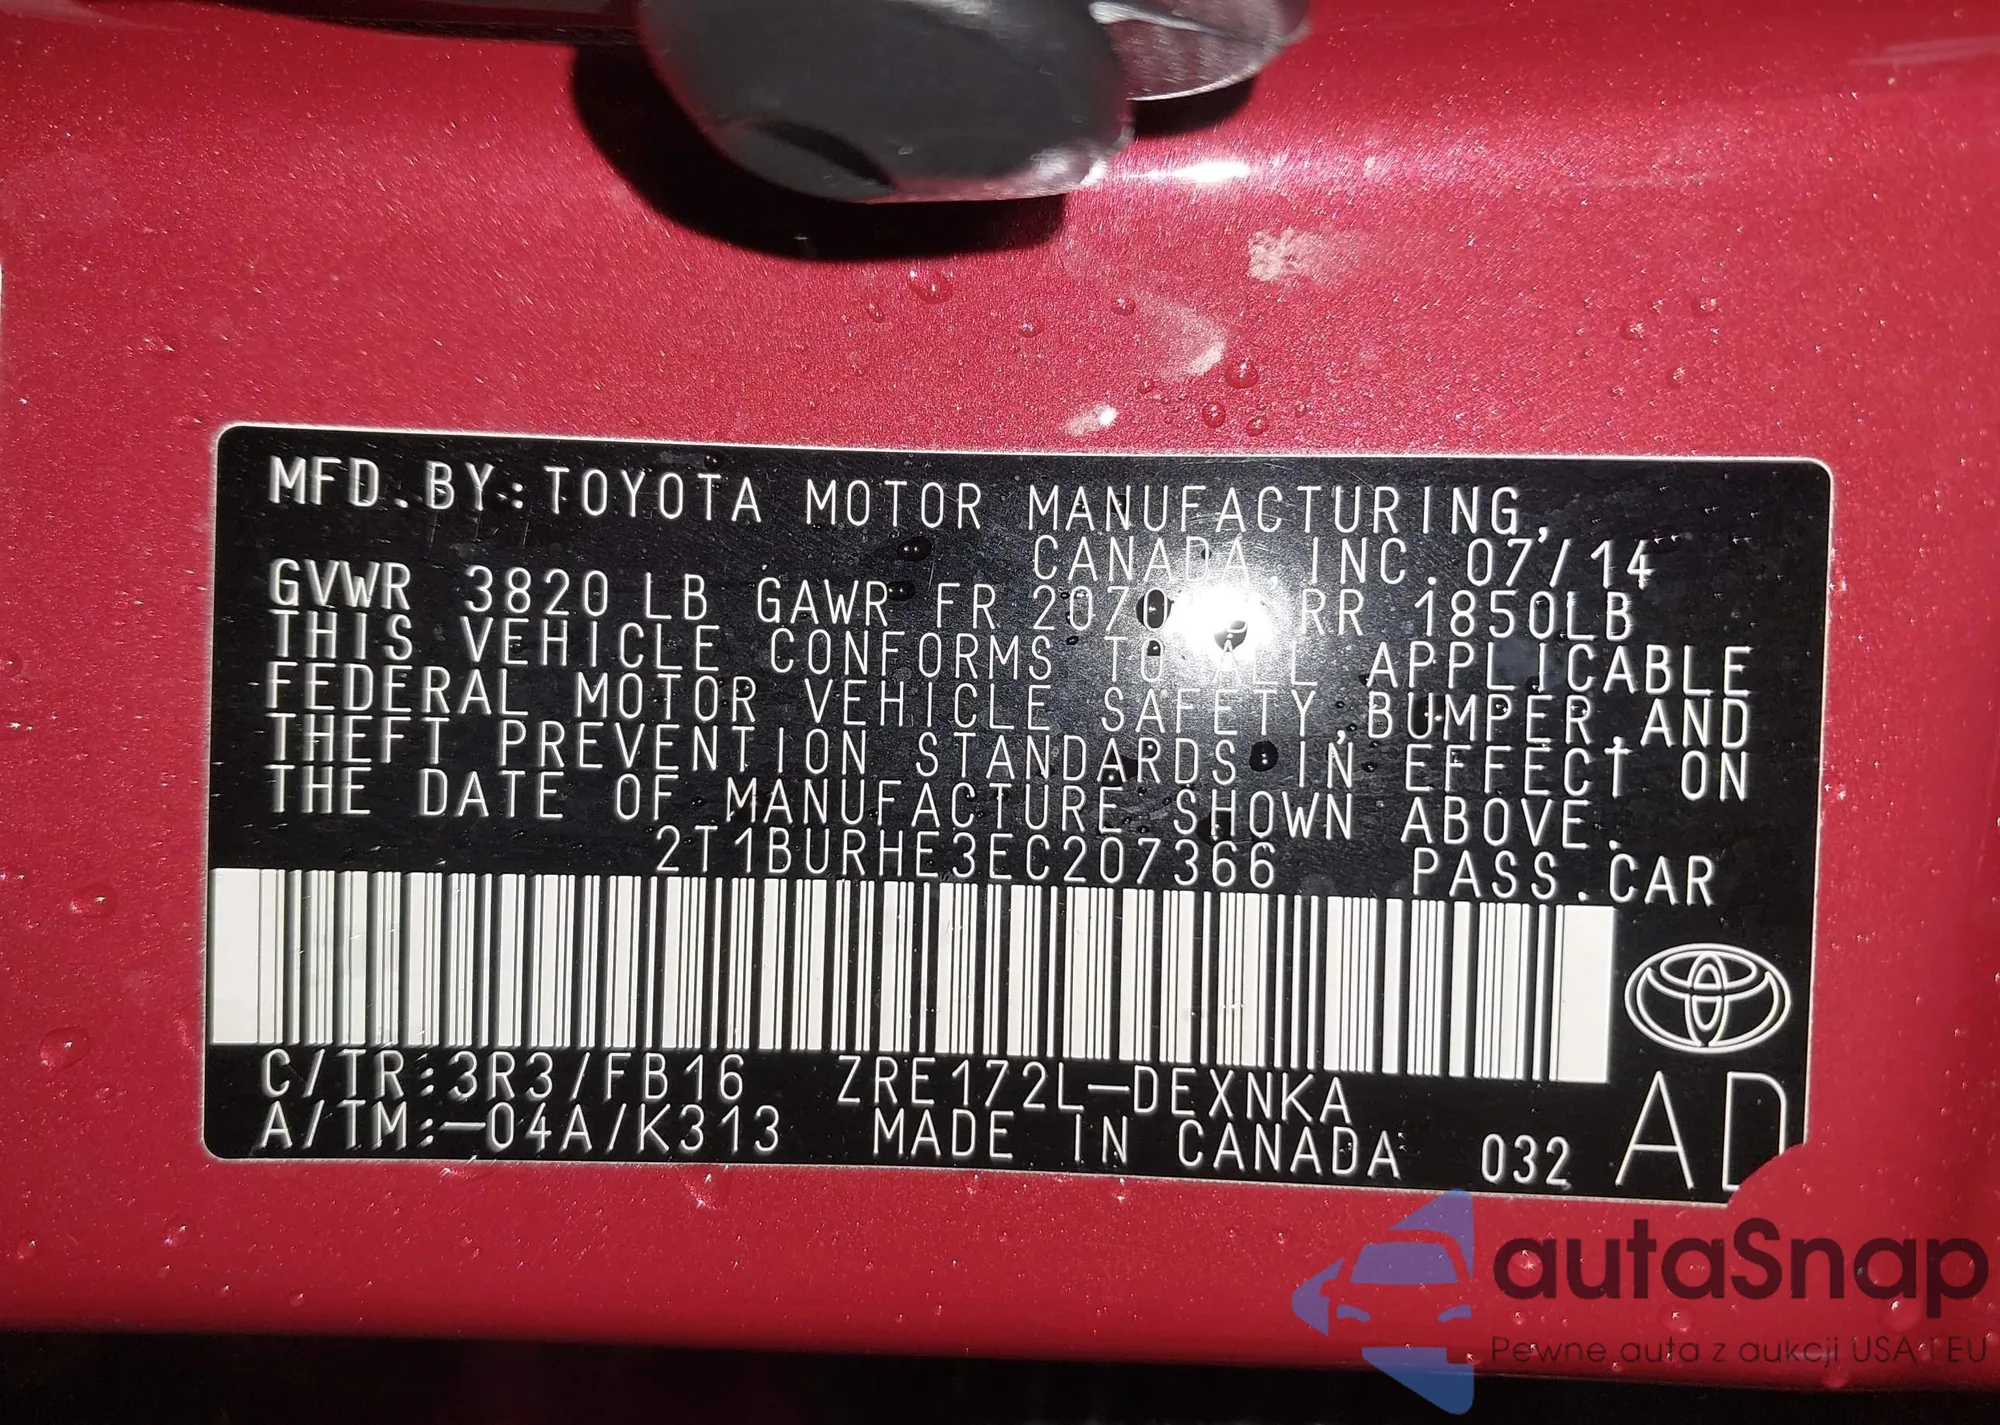 MFD.BY:TOYOTA MOTOR MANUFACTURING,
CANADA, INC. 07/14
GVWR 3820 LB GAWR FR RR 1850LB
THIS VEHICLE CONFORMS TO ALL APPLICABLE
FEDERAL MOTOR VEHICLE SAFETY,BUMPER,AND
THEFT PREVENTION STANDARDS IN EFFECT ON
THE DATE OF MANUFACTURE SHOWN ABOVE.
2T1BURHE3EC207366 PASS.CAR
C/TR:3R3/FB16 ZRE172L-DEXNKA
A/TM:-04A/K313 MADE IN CANADA 032 AD
autaSnap
Pewne auta z aukcji USA i EU